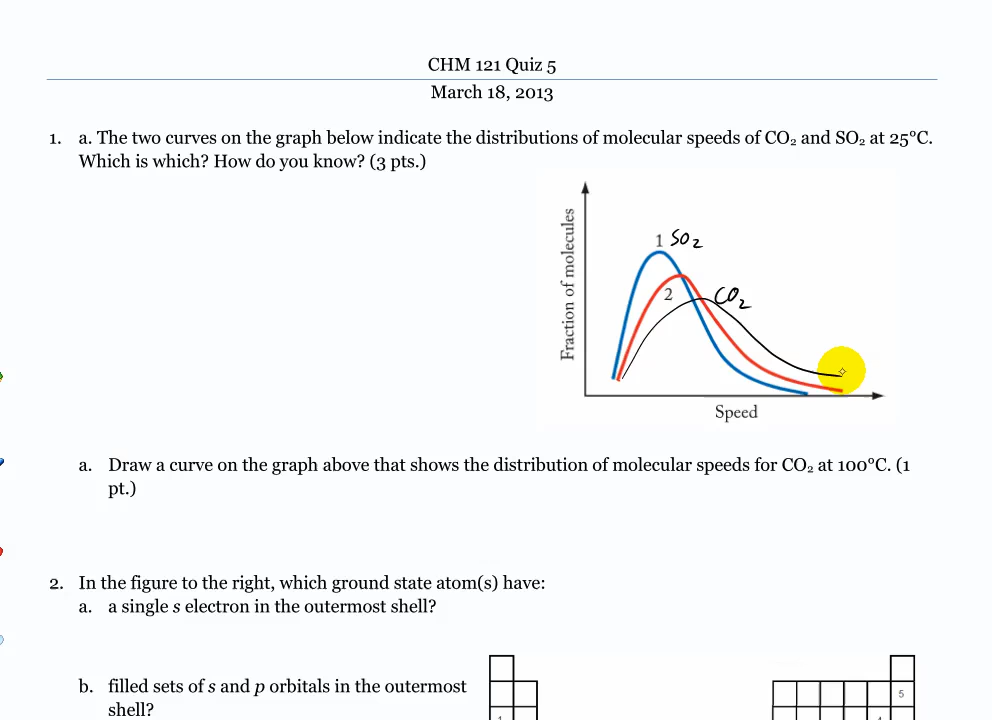 CHM 121 Quiz 5
March 18, 2013
1. a. The two curves on the graph below indicate the distributions of molecular speeds of CO₂ and SO₂ at 25°C.
Which is which? How do you know? (3 pts.)
Fraction of molecules
1 SO₂
2
CO₂
Speed
a. Draw a curve on the graph above that shows the distribution of molecular speeds for CO₂ at 100°C. (1
pt.)
2. In the figure to the right, which ground state atom(s) have:
a. a single s electron in the outermost shell?
b. filled sets of s and p orbitals in the outermost
shell?
5